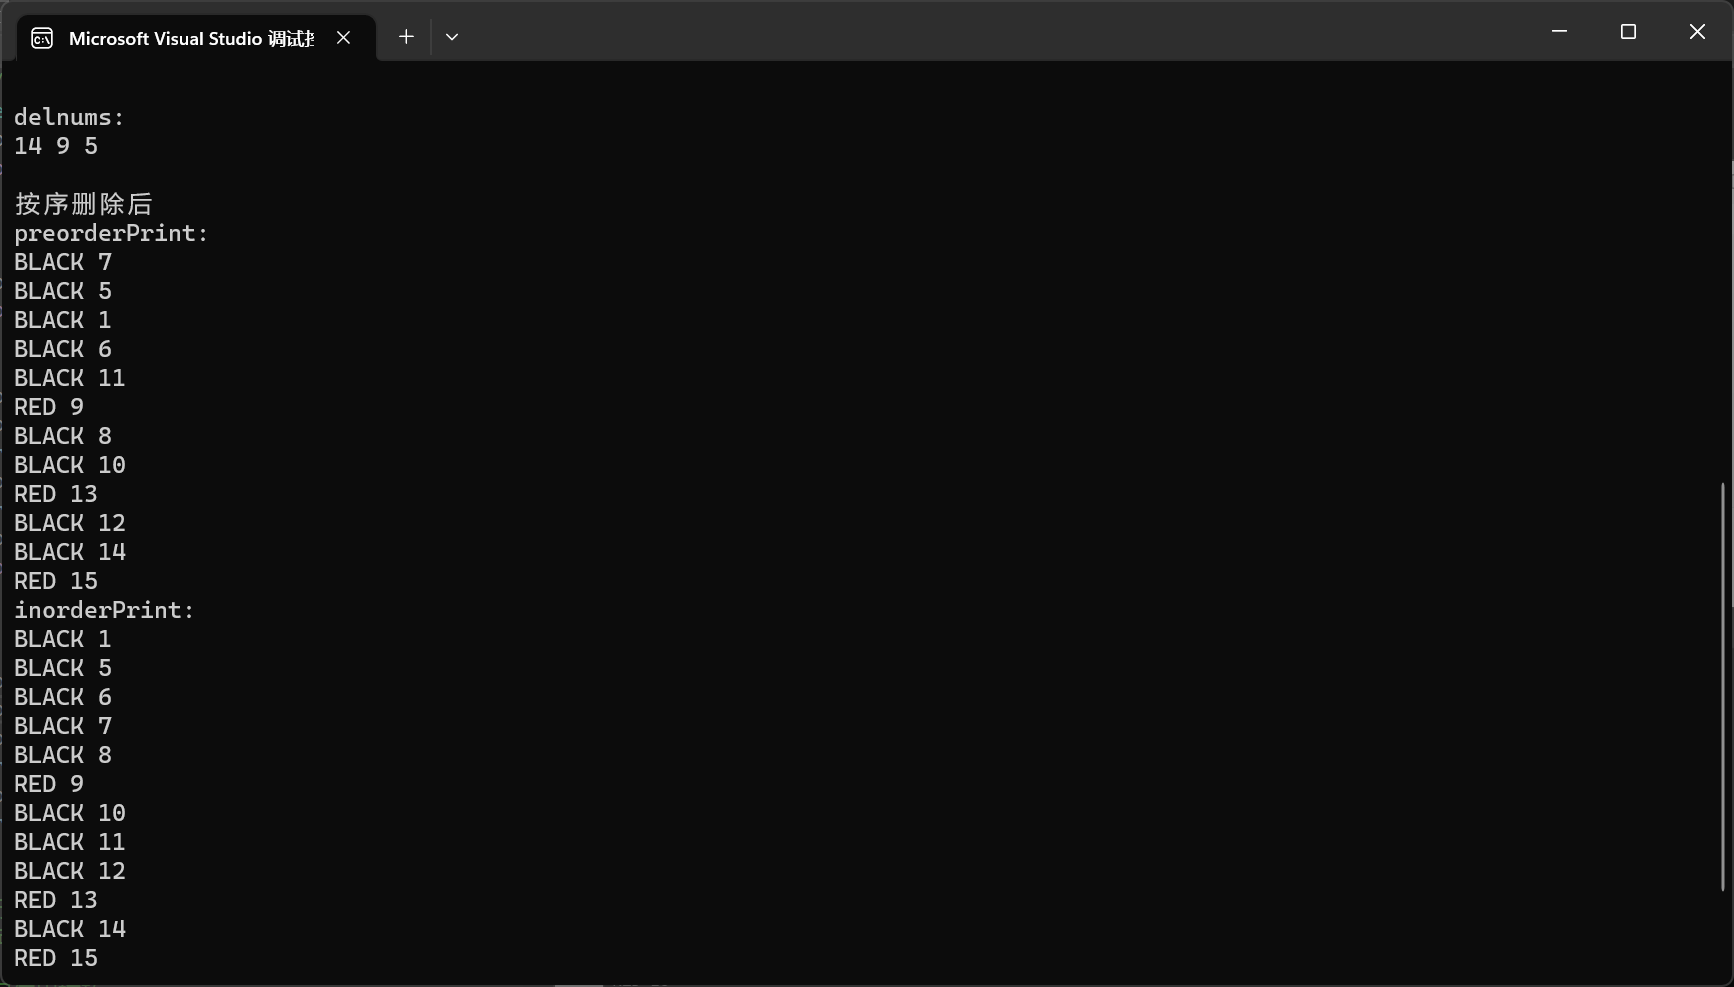 Microsoft Visual Studio 调试
delnums:
14 9 5
按序删除后
preorderPrint:
BLACK 7
BLACK 5
BLACK 1
BLACK 6
BLACK 11
RED 9
BLACK 8
BLACK 10
RED 13
BLACK 12
BLACK 14
RED 15
inorderPrint:
BLACK 1
BLACK 5
BLACK 6
BLACK 7
BLACK 8
RED 9
BLACK 10
BLACK 11
BLACK 12
RED 13
BLACK 14
RED 15